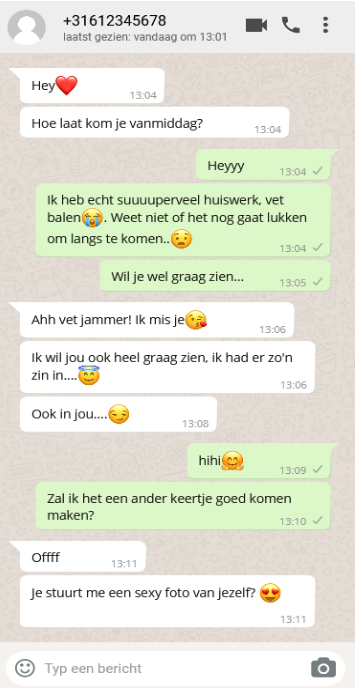 +31612345678
laatst gezien: vandaag om 13:01
Hey❤️
13:04
Hoe laat kom je vanmiddag?
13:04
Heyyy
13:04
Ik heb echt suuuuperveel huiswerk, vet
balen😭. Weet niet of het nog gaat lukken
om langs te komen..😧
13:04
Wil je wel graag zien...
13:05
Ahh vet jammer! Ik mis je😘
13:06
Ik wil jou ook heel graag zien, ik had er zo'n
zin in....😇
13:06
Ook in jou....😏
13:08
hihi🤗
13:09
Zal ik het een ander keertje goed komen
maken?
13:10
Offff
13:11
Je stuurt me een sexy foto van jezelf? 😍
13:11
Typ een bericht